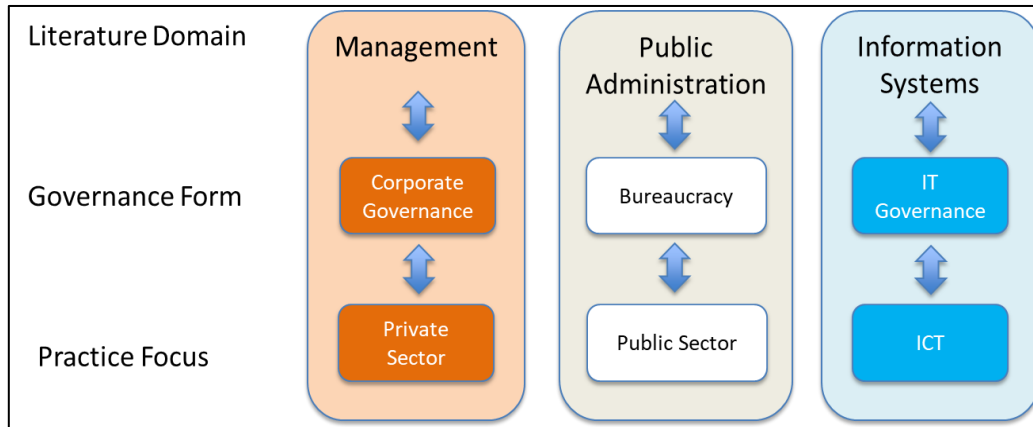 Literature Domain
Management
Public
Administration
Information
Systems
Governance Form
Corporate
Governance
Bureaucracy
IT
Governance
Practice Focus
Private
Sector
Public Sector
ICT